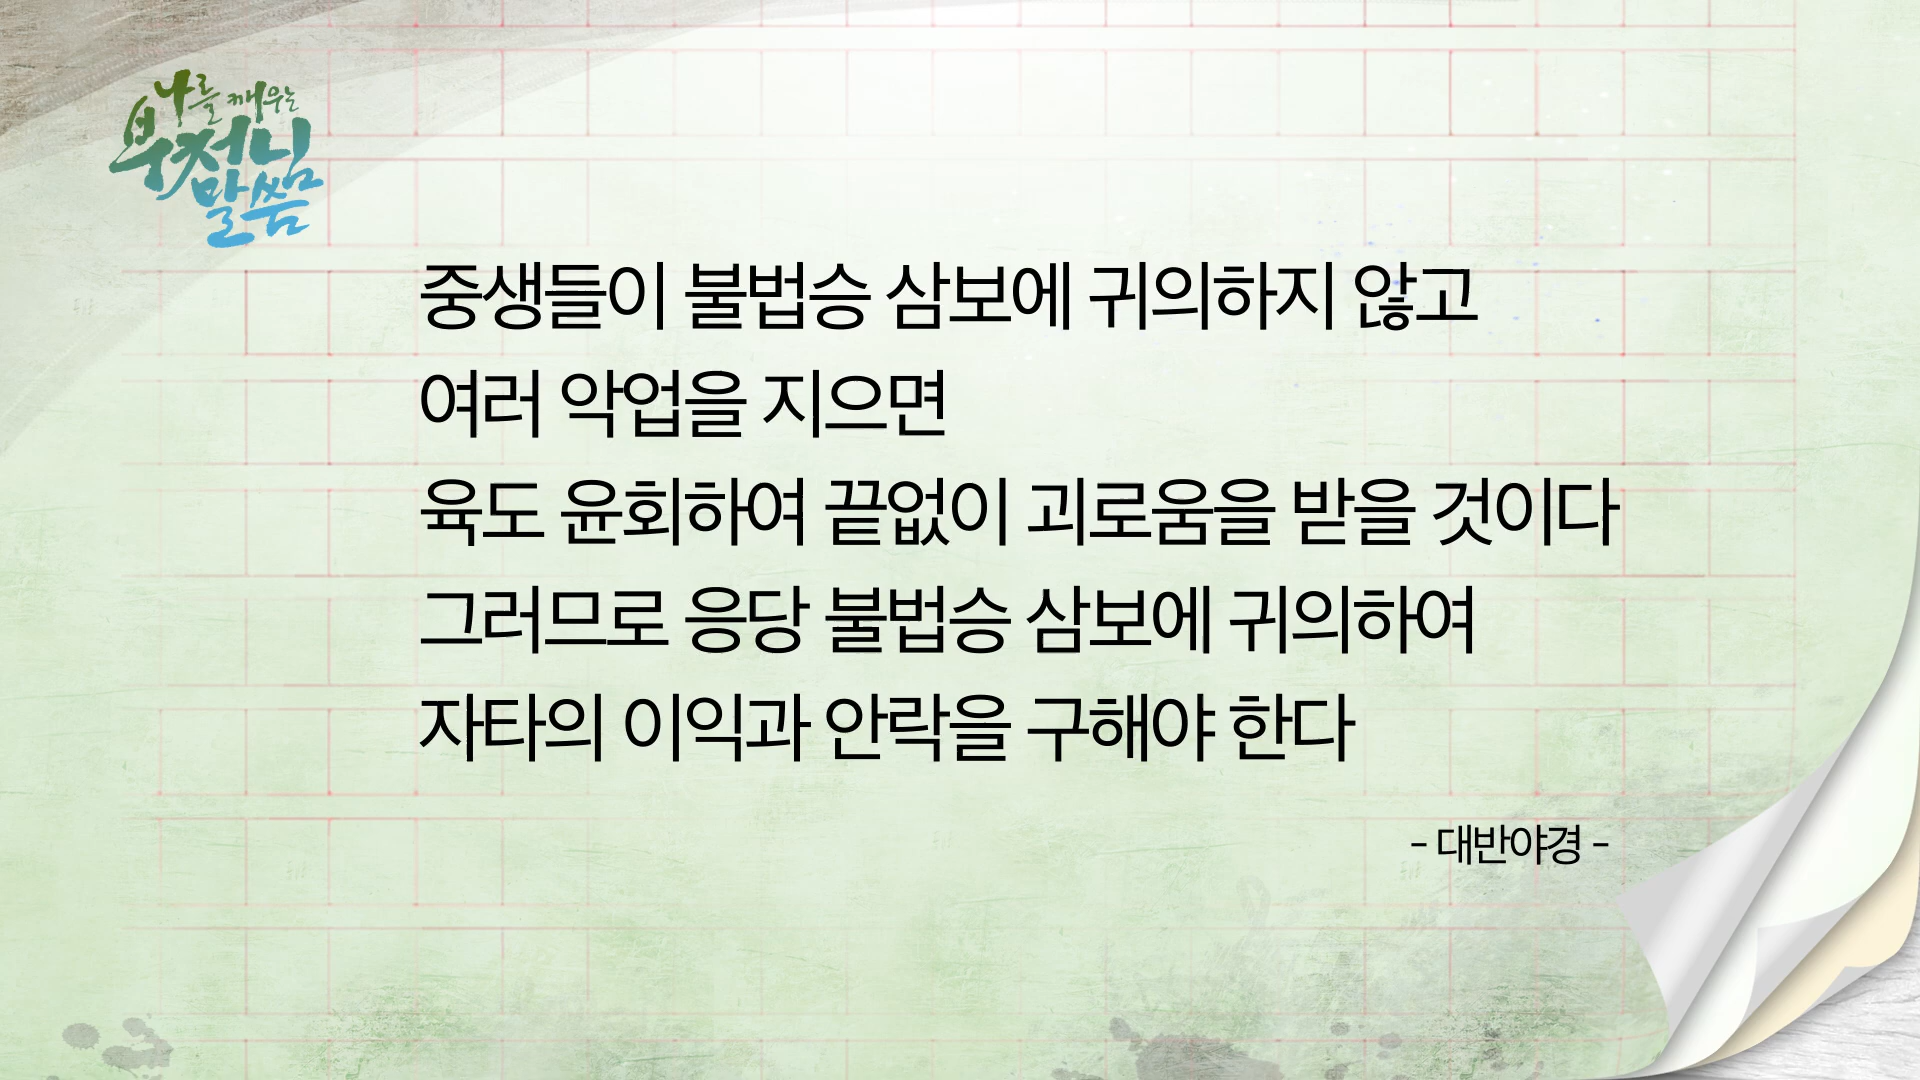 나를 깨우는
부처님
말씀
중생들이 불법승 삼보에 귀의하지 않고
여러 악업을 지으면
육도 윤회하여 끝없이 괴로움을 받을 것이다
그러므로 응당 불법승 삼보에 귀의하여
자타의 이익과 안락을 구해야 한다
- 대반야경 -